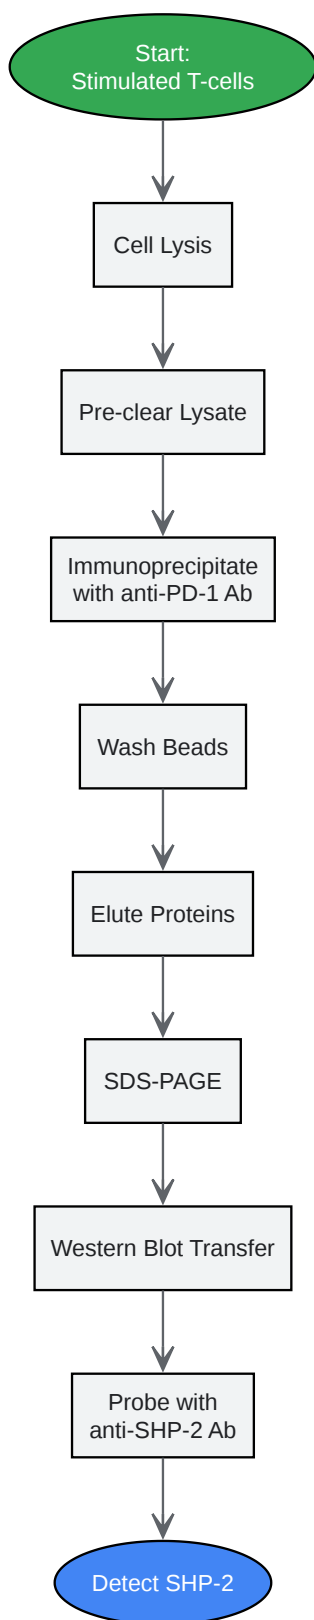 Start:
Stimulated T-cells
Cell Lysis
Pre-clear Lysate
Immunoprecipitate
with anti-PD-1 Ab
Wash Beads
Elute Proteins
SDS-PAGE
Western Blot Transfer
Probe with
anti-SHP-2 Ab
Detect SHP-2